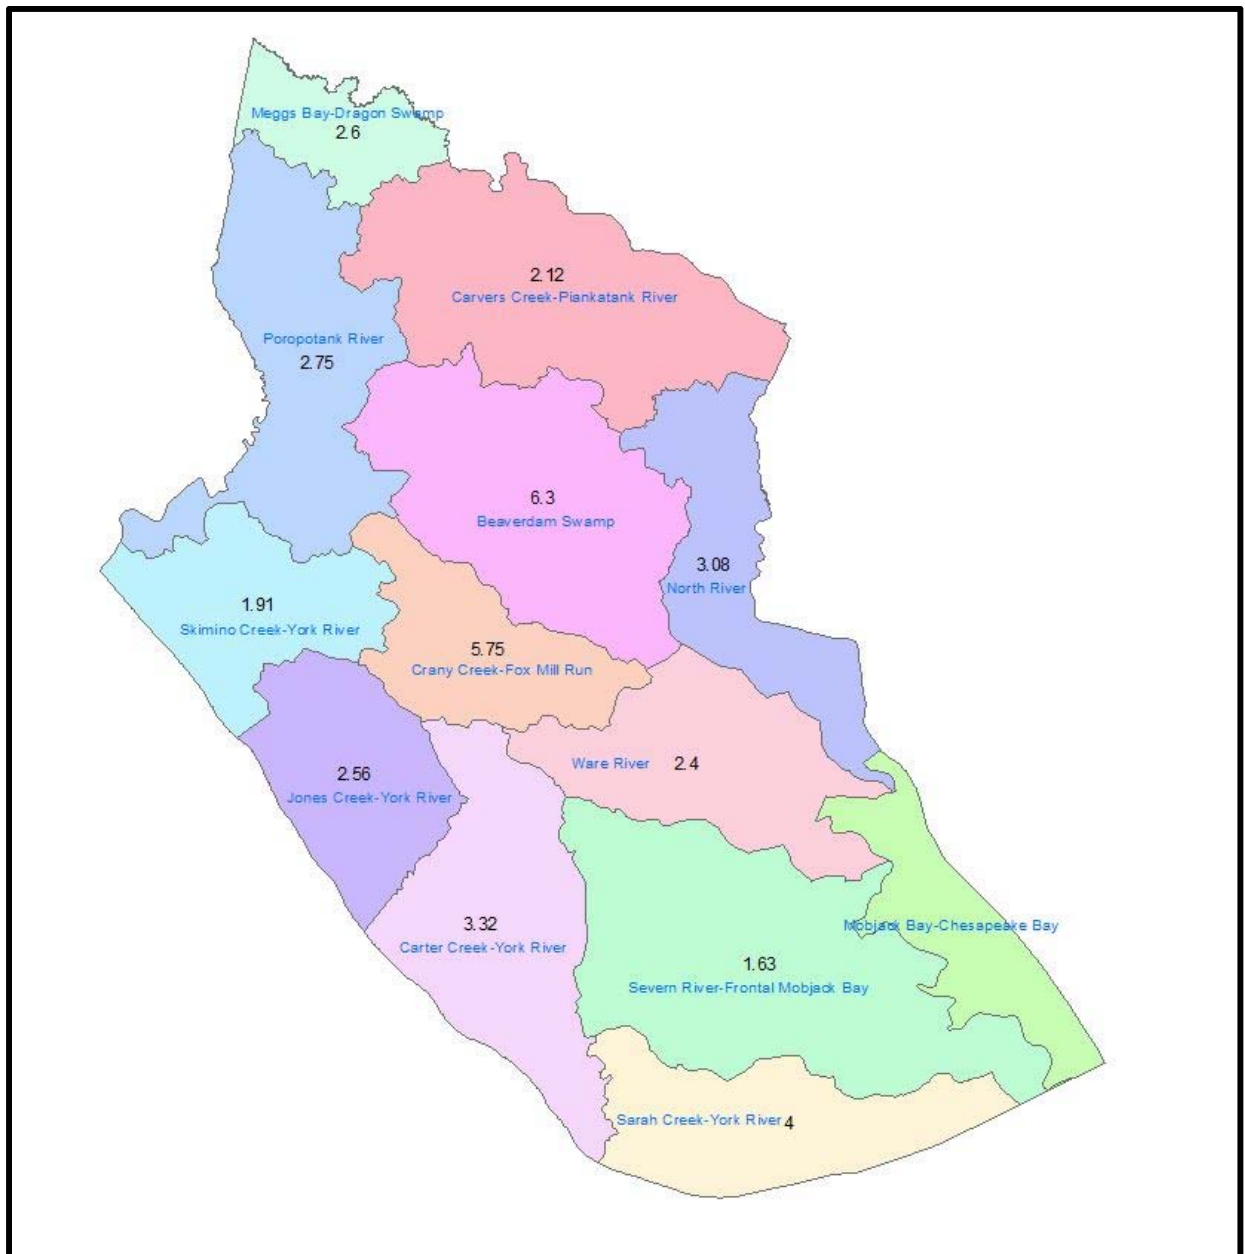 Meggs Bay-Dragon Swamp
2.6
2.12
Carvers Creek-Piankatank River
Poropotank River
2.75
6.3
Beaverdam Swamp
3.08
North River
1.91
Skimino Creek-York River
5.75
Crany Creek-Fox Mill Run
Ware River 2.4
2.56
Jones Creek-York River
3.32
Carter Creek-York River
Mobjack Bay-Chesapeake Bay
1.63
Severn River-Frontal Mobjack Bay
Sarah Creek-York River 4